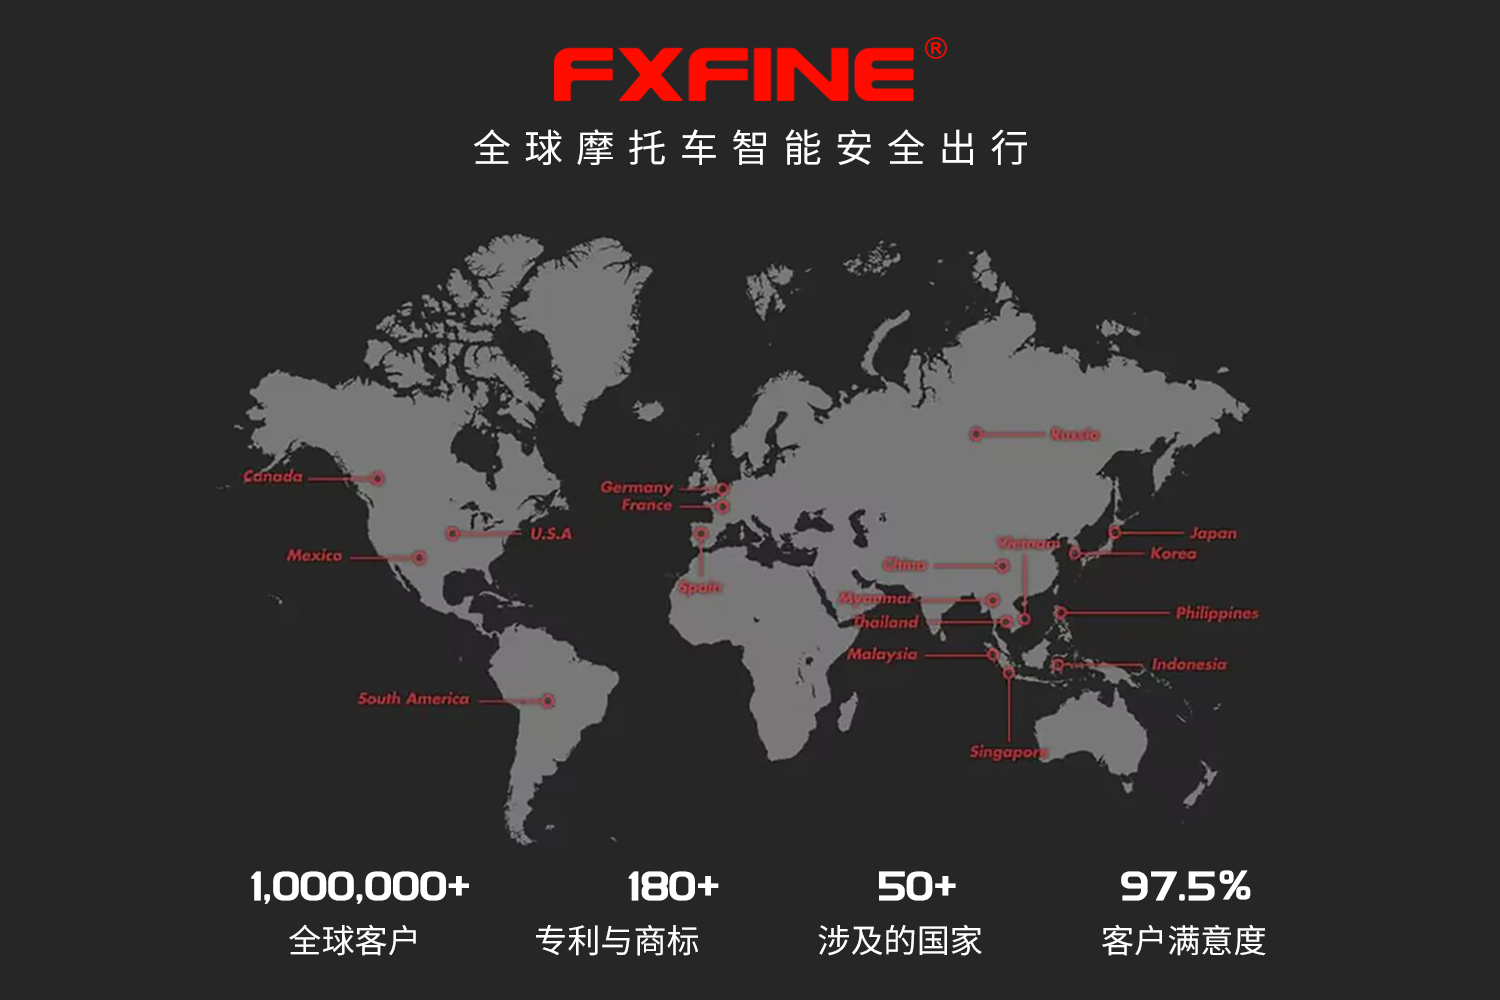 FXFINE®
全球摩托车智能安全出行
Russia
Canada
Germany
France
U.S.A
Japan
Vietnam
Korea
Mexico
China
Spain
Myanmar
Thailand
Philippines
Malaysia
Indonesia
South America
Singapore
1,000,000+
180+
50+
97.5%
全球客户
专利与商标
涉及的国家
客户满意度